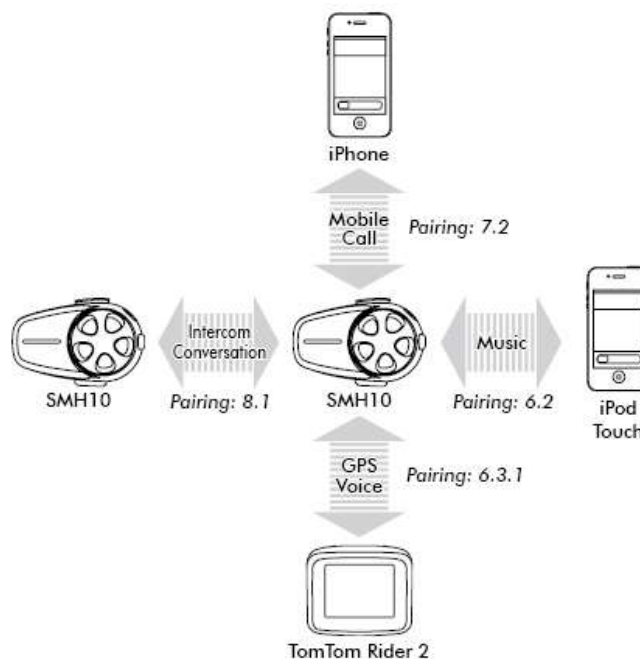 iPhone
Mobile
Call
Pairing: 7.2
Intercom
Conversation
Music
SMH10
Pairing: 8.1
SMH10
Pairing: 6.2
iPod
Touch
GPS
Voice
Pairing: 6.3.1
TomTom Rider 2